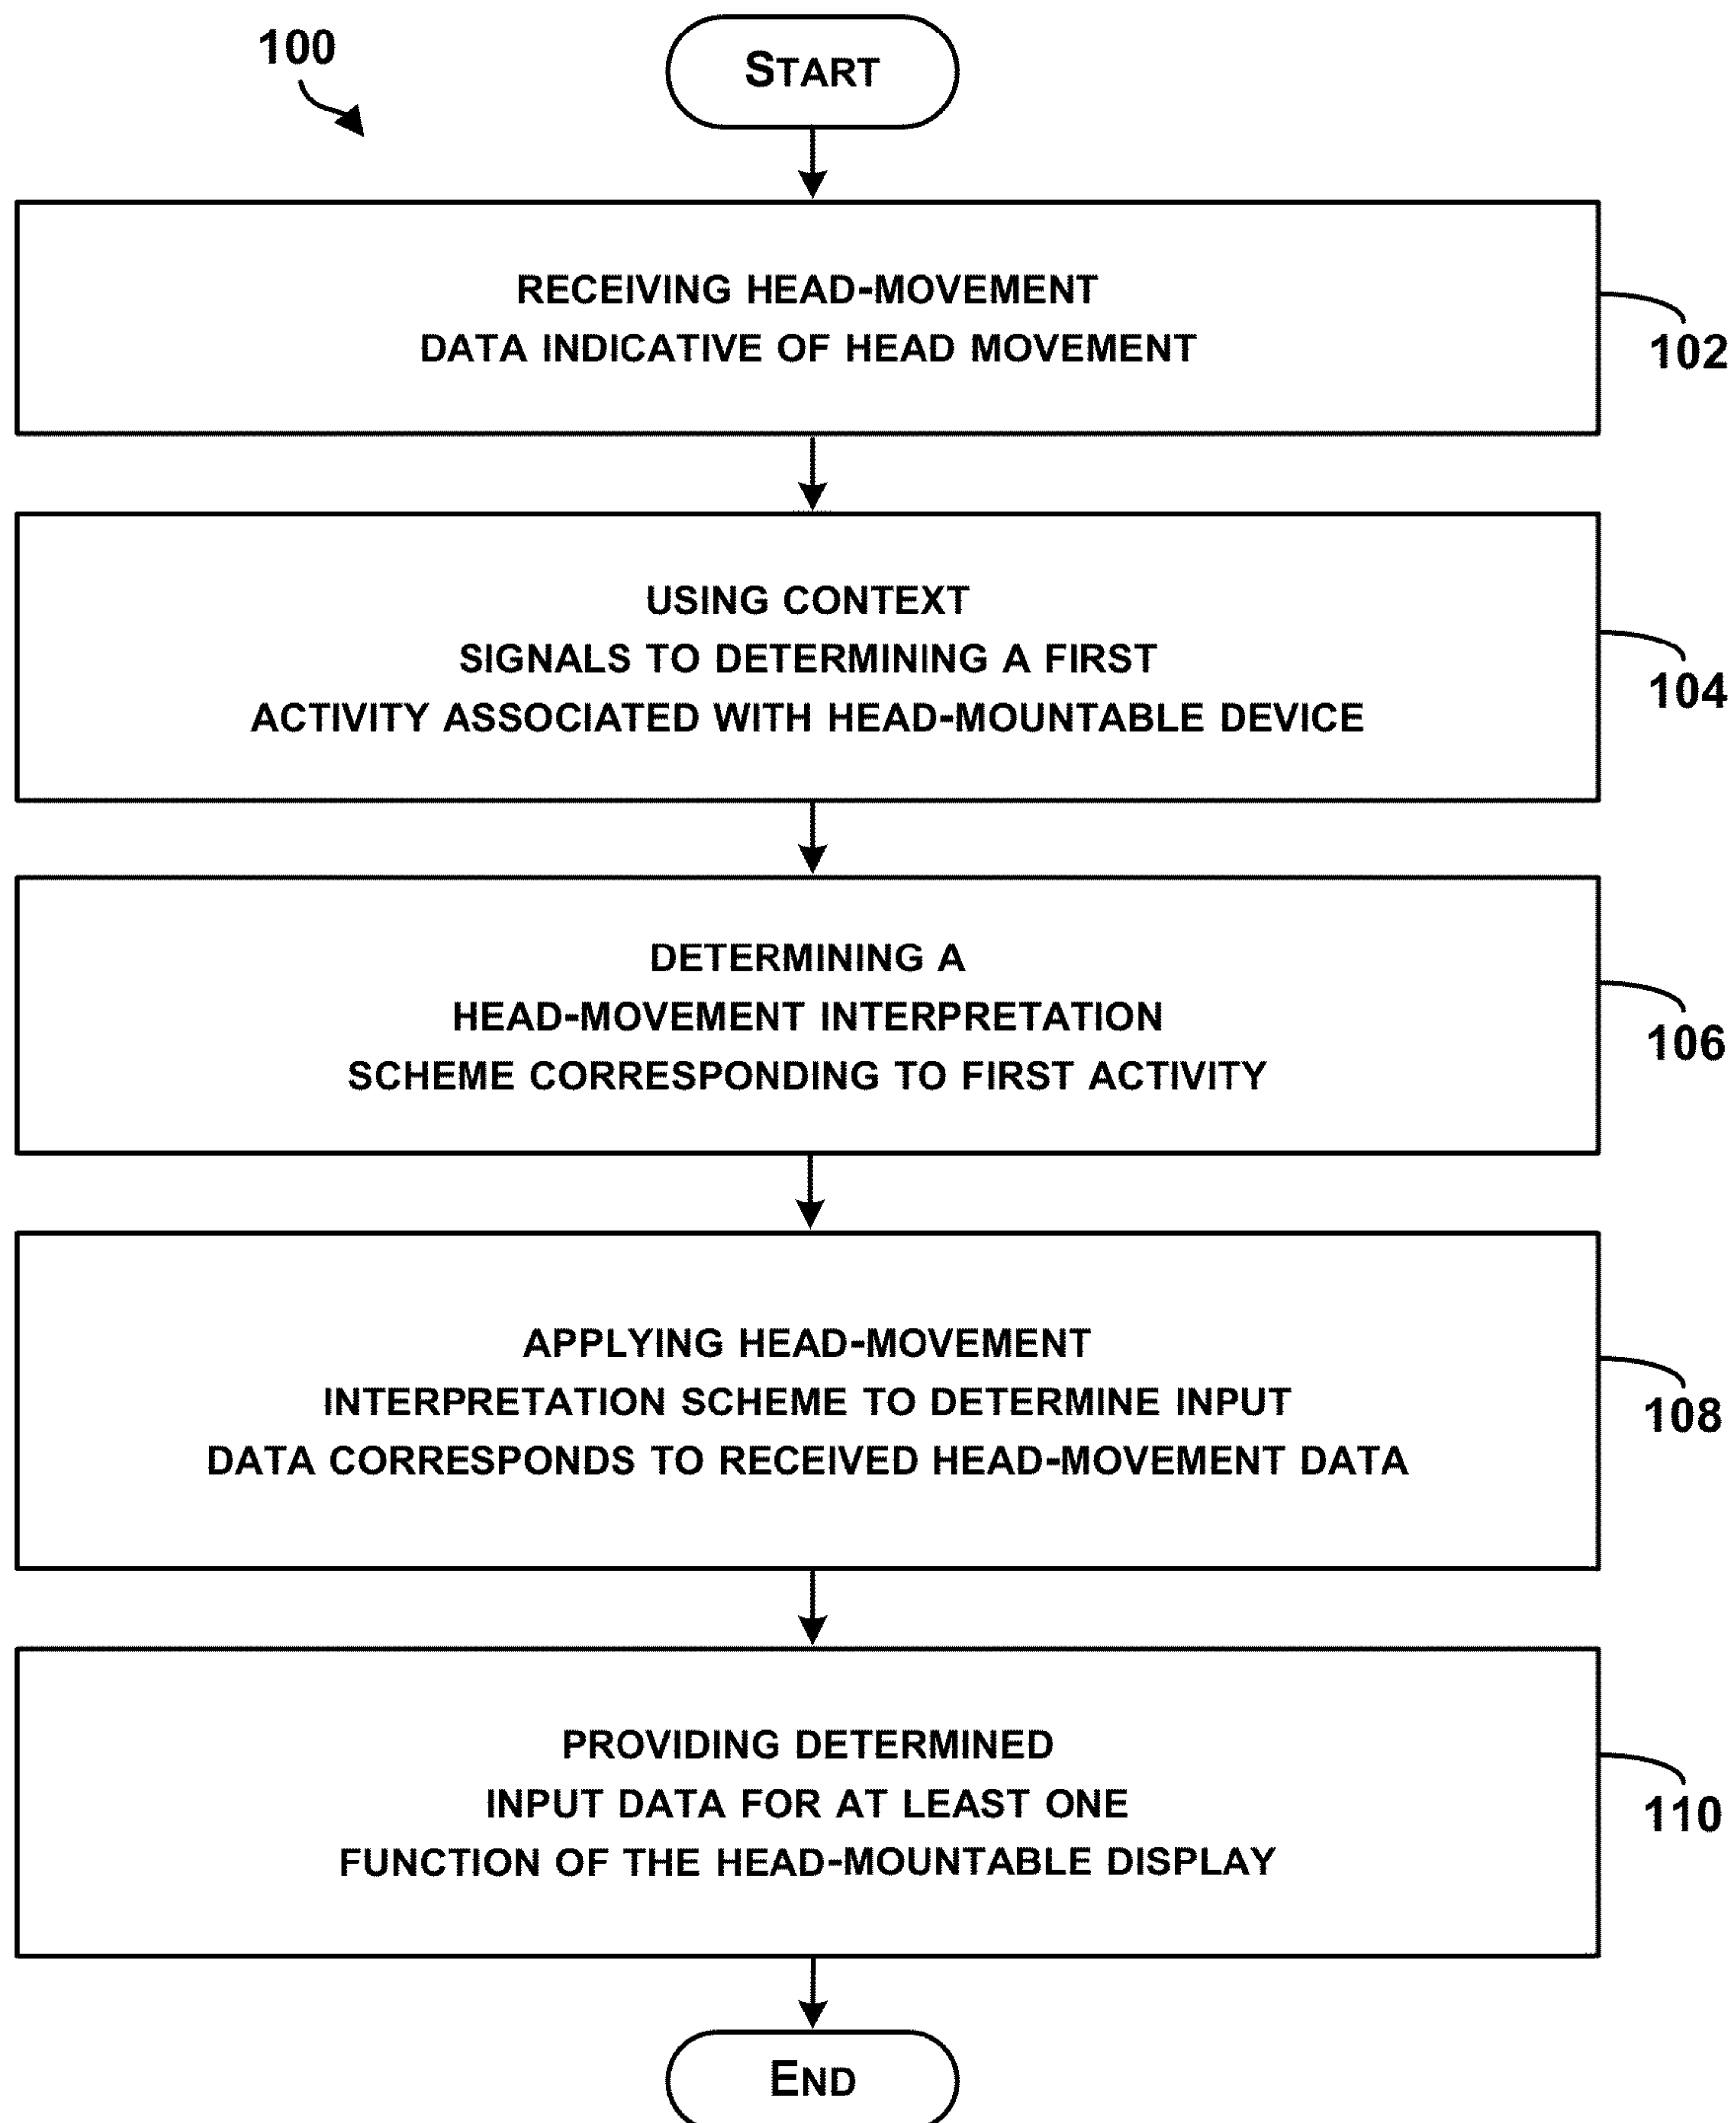 100
START
RECEIVING HEAD-MOVEMENT
DATA INDICATIVE OF HEAD MOVEMENT
102
USING CONTEXT
SIGNALS TO DETERMINING A FIRST
ACTIVITY ASSOCIATED WITH HEAD-MOUNTABLE DEVICE
104
DETERMINING A
HEAD-MOVEMENT INTERPRETATION
SCHEME CORRESPONDING TO FIRST ACTIVITY
106
APPLYING HEAD-MOVEMENT
INTERPRETATION SCHEME TO DETERMINE INPUT
DATA CORRESPONDS TO RECEIVED HEAD-MOVEMENT DATA
108
PROVIDING DETERMINED
INPUT DATA FOR AT LEAST ONE
FUNCTION OF THE HEAD-MOUNTABLE DISPLAY
110
END